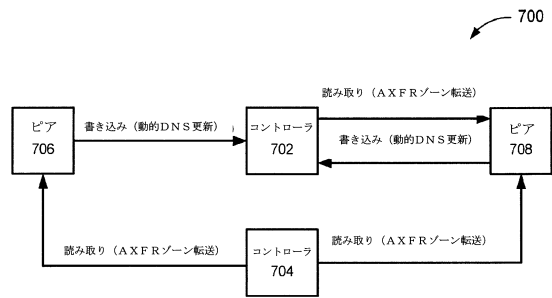 700
読み取り（ＡＸＦＲゾーン転送）
ピア
706
書き込み（動的ＤＮＳ更新）
コントローラ
702
書き込み（動的ＤＮＳ更新）
ピア
708
読み取り（ＡＸＦＲゾーン転送）
コントローラ
704
読み取り（ＡＸＦＲゾーン転送）